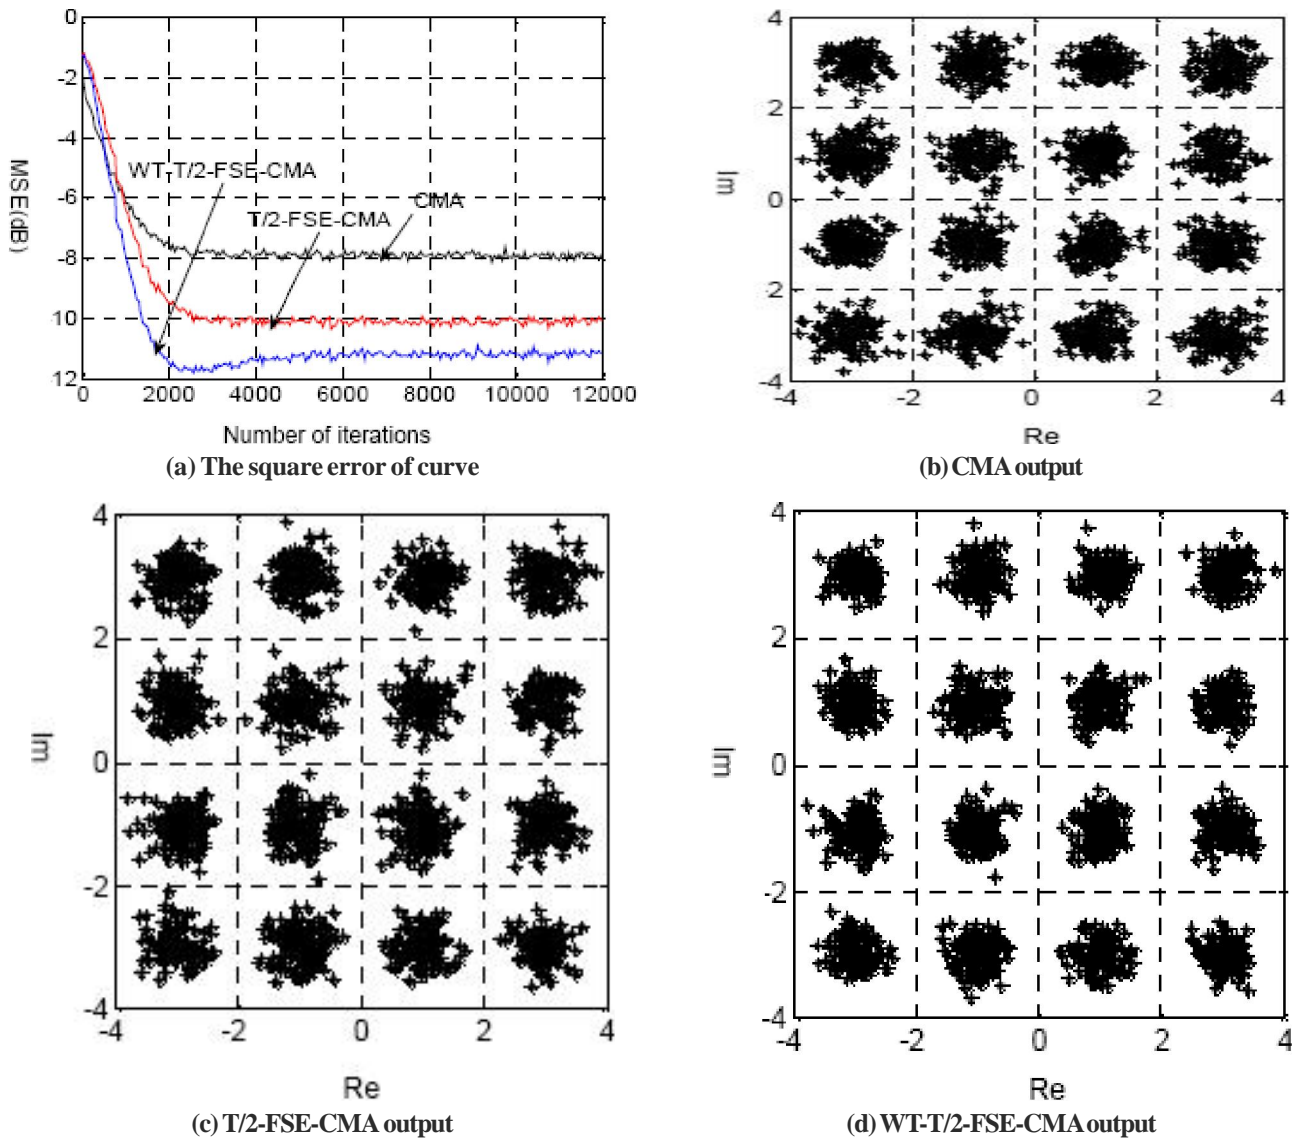 0
-2
-4
-6
-8
10
12
MSE(dB)
WT-T/2-FSE-CMA
T/2-FSE-CMA
CMA
0 2000 4000 6000 8000 10000 12000
Number of iterations
(a) The square error of curve
4
2
0
2
-4
Im
-4 -2 0 2 4
Re
(b) CMA output
4
2
0
-2
-4
Im
-4 -2 0 2 4
Re
(c) T/2-FSE-CMA output
4
2
0
-2
-4
Im
-4 -2 0 2 4
Re
(d) WT-T/2-FSE-CMA output